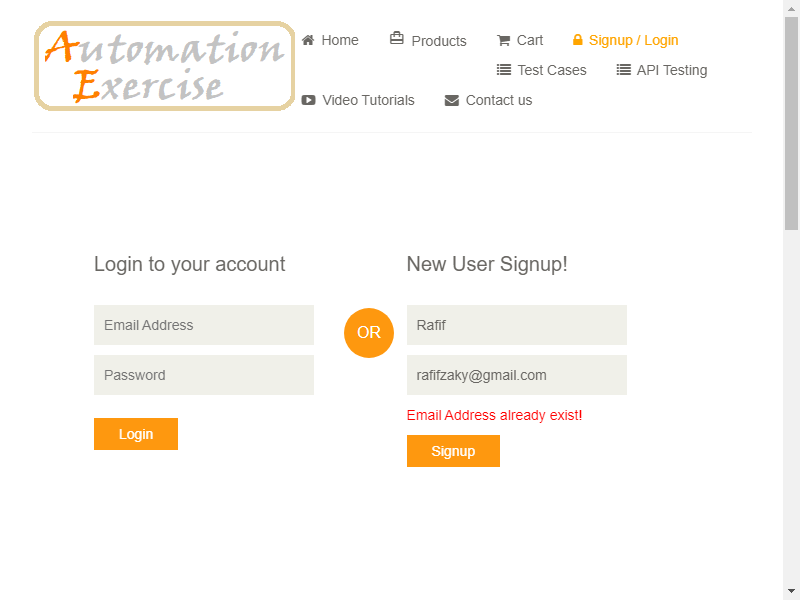 Automation
Exercise
Home
Products
Cart
Signup / Login
Test Cases
API Testing
Video Tutorials
Contact us
Login to your account
Email Address
Password
Login
OR
New User Signup!
Rafif
rafifzaky@gmail.com
Email Address already exist!
Signup